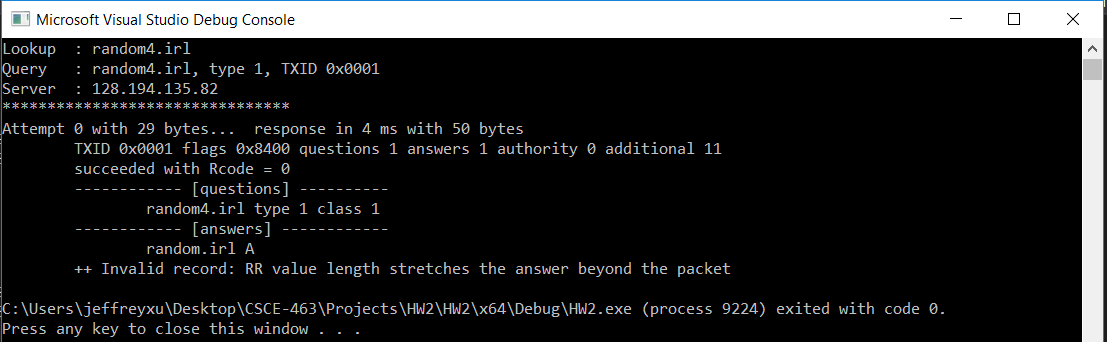 Microsoft Visual Studio Debug Console
Lookup  : random4.irl
Query   : random4.irl, type 1, TXID 0x0001
Server  : 128.194.135.82
********************************
Attempt 0 with 29 bytes...  response in 4 ms with 50 bytes
        TXID 0x0001 flags 0x8400 questions 1 answers 1 authority 0 additional 11
        succeeded with Rcode = 0
        ------------ [questions] ----------
                random4.irl type 1 class 1
        ------------ [answers] ------------
                random.irl A
        ++ Invalid record: RR value length stretches the answer beyond the packet
C:\Users\jeffreyxu\Desktop\CSCE-463\Projects\HW2\HW2\x64\Debug\HW2.exe (process 9224) exited with code 0.
Press any key to close this window . . .